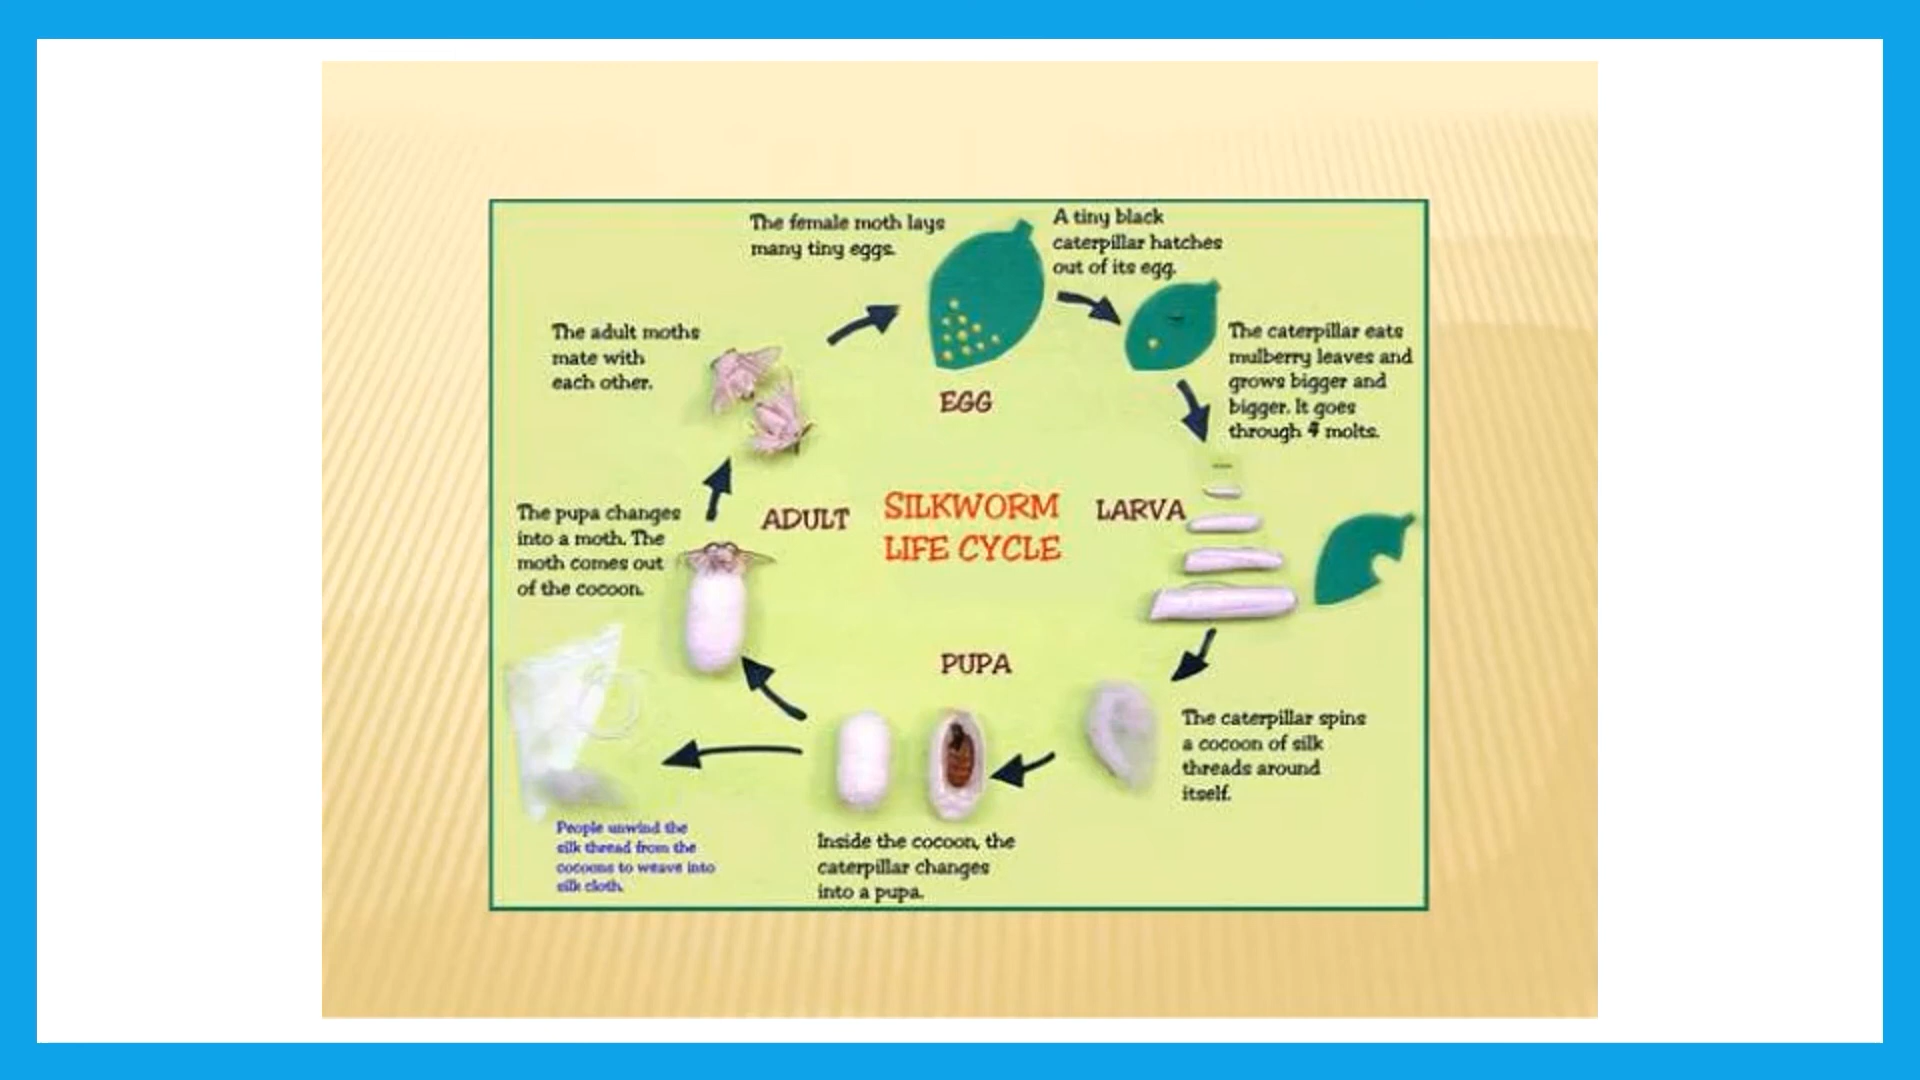 The female moth lays
many tiny eggs.
A tiny black
caterpillar hatches
out of its egg.
The caterpillar eats
mulberry leaves and
grows bigger and
bigger. It goes
through 4 molts.
The adult moths
mate with
each other.
EGG
The pupa changes
into a moth. The
moth comes out
of the cocoon.
ADULT
SILKWORM
LIFE CYCLE
LARVA
PUPA
The caterpillar spins
a cocoon of silk
threads around
itself.
Inside the cocoon, the
caterpillar changes
into a pupa.
People unwind the
silk thread from the
cocoons to weave into
silk cloth.